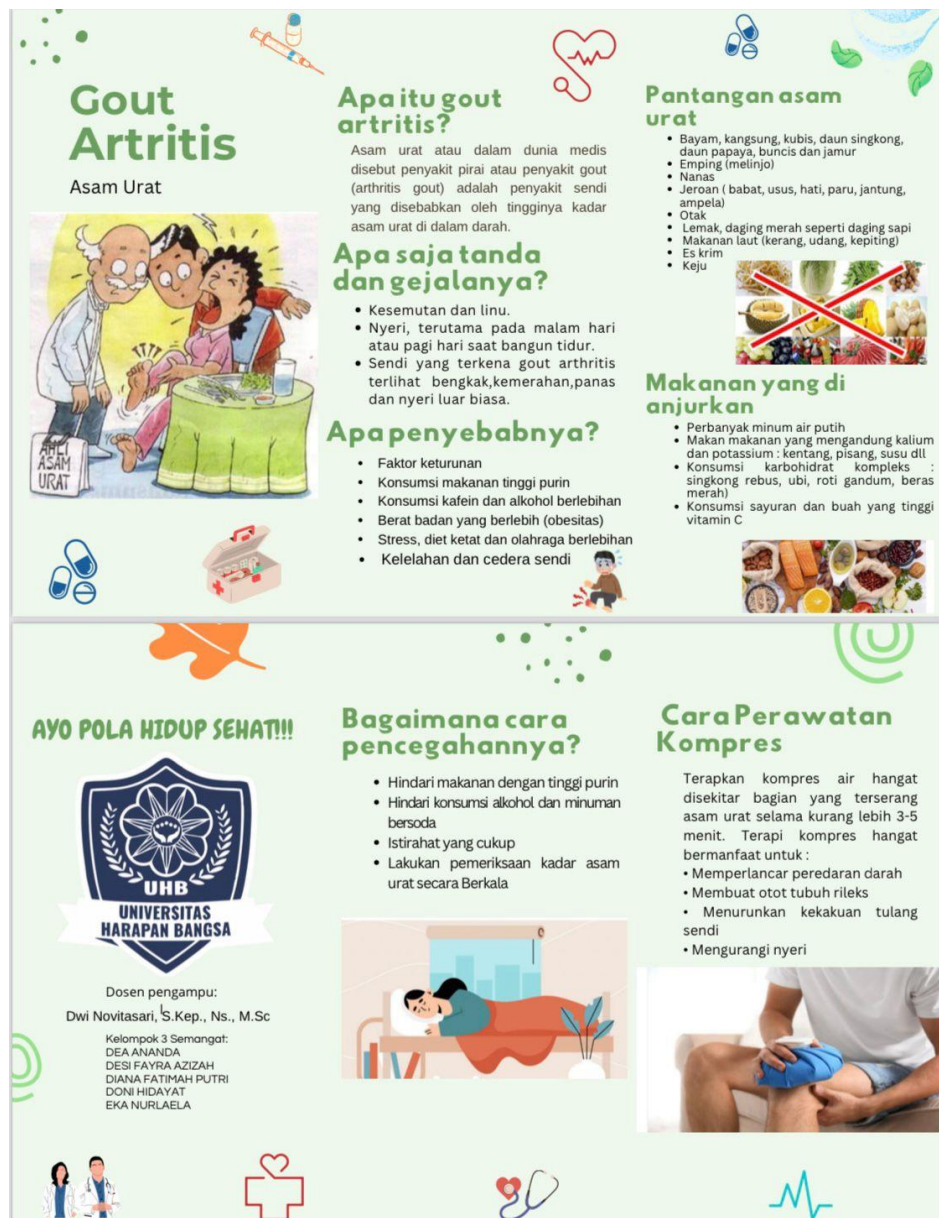 Gout
Artritis
Asam Urat
AHLI
ASAM
URAT
Apa itu gout
artritis?
Asam urat atau dalam dunia medis
disebut penyakit pirai atau penyakit gout
(arthritis gout) adalah penyakit sendi
yang disebabkan oleh tingginya kadar
asam urat di dalam darah.
Apa saja tanda
dan gejalanya?
• Kesemutan dan linu.
• Nyeri, terutama pada malam hari
atau pagi hari saat bangun tidur.
• Sendi yang terkena gout arthritis
terlihat bengkak,kemerahan,panas
dan nyeri luar biasa.
Apa penyebabnya?
• Faktor keturunan
• Konsumsi makanan tinggi purin
• Konsumsi kafein dan alkohol berlebihan
• Berat badan yang berlebih (obesitas)
• Stress, diet ketat dan olahraga berlebihan
• Kelelahan dan cedera sendi
Pantangan asam
urat
• Bayam, kangsung, kubis, daun singkong,
daun papaya, buncis dan jamur
• Emping (melinjo)
• Nanas
• Jeroan ( babat, usus, hati, paru, jantung,
ampela)
• Otak
• Lemak, daging merah seperti daging sapi
• Makanan laut (kerang, udang, kepiting)
• Es krim
• Keju
Makanan yang di
anjurkan
• Perbanyak minum air putih
• Makan makanan yang mengandung kalium
dan potassium : kentang, pisang, susu dll
• Konsumsi karbohidrat kompleks :
singkong rebus, ubi, roti gandum, beras
merah)
• Konsumsi sayuran dan buah yang tinggi
vitamin C
AYO POLA HIDUP SEHAT!!!
UHB
UNIVERSITAS
HARAPAN BANGSA
Dosen pengampu:
Dwi Novitasari, S.Kep., Ns., M.Sc
Kelompok 3 Semangat:
DEA ANANDA
DESI FAYRA AZIZAH
DIANA FATIMAH PUTRI
DONI HIDAYAT
EKA NURLAELA
Bagaimana cara
pencegahannya?
• Hindari makanan dengan tinggi purin
• Hindari konsumsi alkohol dan minuman
bersoda
• Istirahat yang cukup
• Lakukan pemeriksaan kadar asam
urat secara Berkala
Cara Perawatan
Kompres
Terapkan kompres air hangat
disekitar bagian yang terserang
asam urat selama kurang lebih 3-5
menit. Terapi kompres hangat
bermanfaat untuk :
• Memperlancar peredaran darah
• Membuat otot tubuh rileks
• Menurunkan kekakuan tulang
sendi
• Mengurangi nyeri